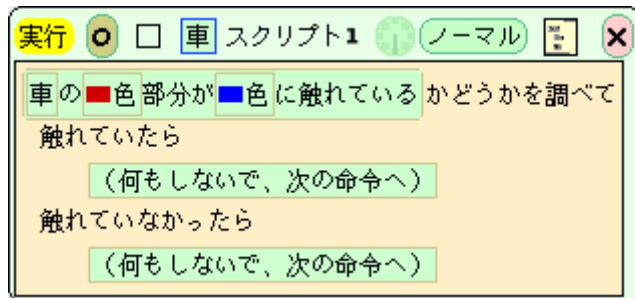 実行 車 スクリプト1 ノーマル
車の色部分が色に触れているかどうかを調べて
触れていたら
（何もしないで、次の命令へ）
触れていなかったら
（何もしないで、次の命令へ）